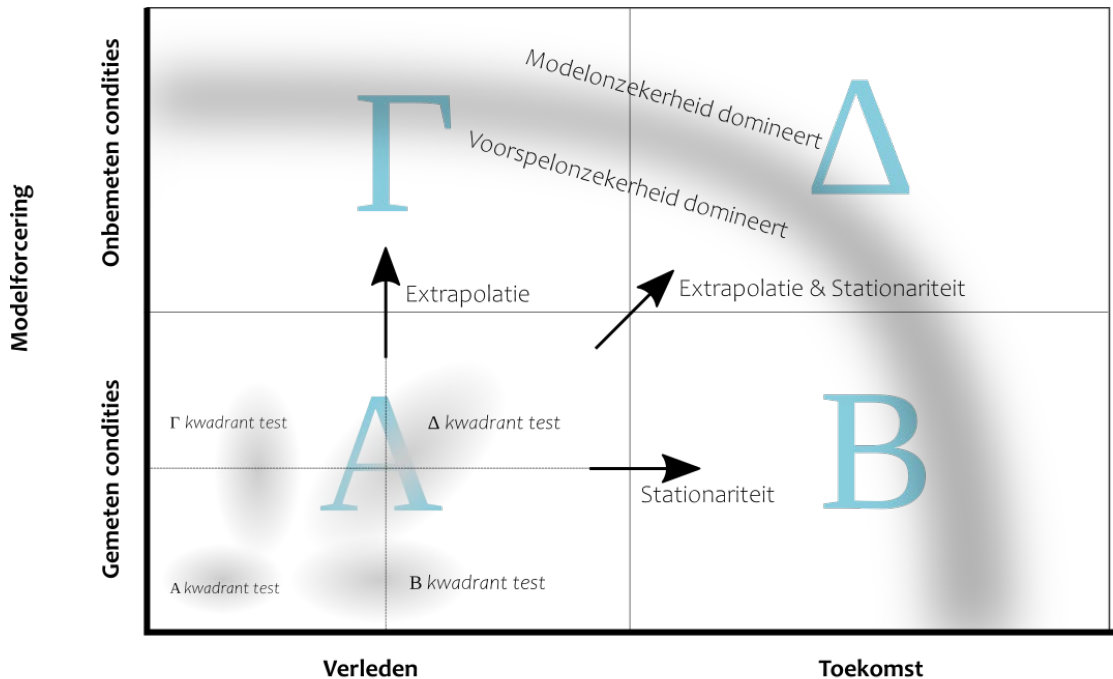 Modelforcering
Onbemeten condities
Gemeten condities
Modelonzekerheid domineert
Voorspelonzekerheid domineert
Γ
Δ
Extrapolatie
Extrapolatie & Stationariteit
Γ kwadrant test
A
Δ kwadrant test
B
Stationariteit
A kwadrant test
B kwadrant test
Verleden
Toekomst